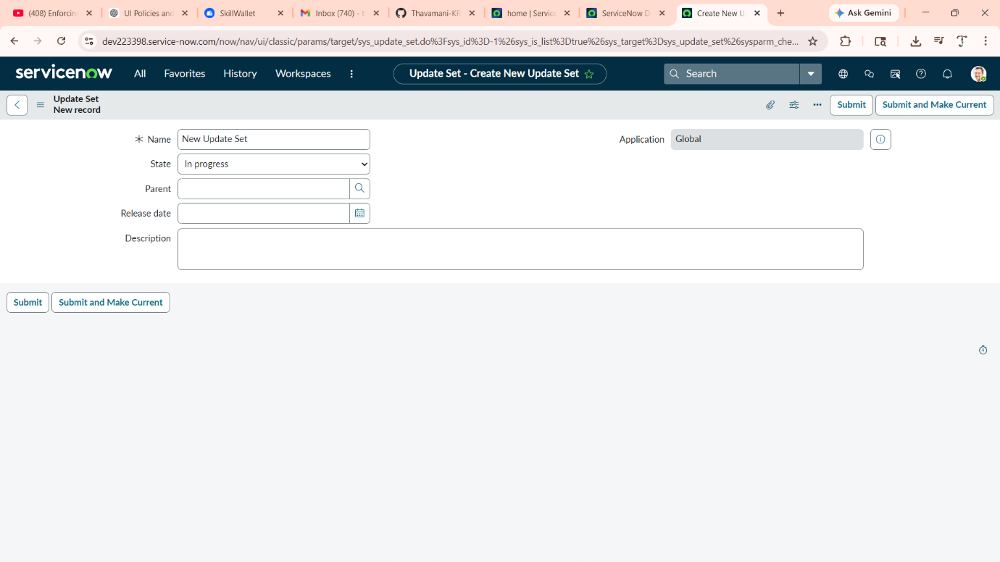 (408) Enforcin
UI Policies and
SkillWallet
Inbox (740) - t
Thavamani-KR
home | Service
ServiceNow D
Create New U
Ask Gemini
dev223398.service-now.com/now/nav/ui/classic/params/target/sys_update_set.do%3Fsys_id%3D-1%26sys_is_list%3Dtrue%26sys_target%3Dsys_update_set%26sysparm_che...
servicenow
All
Favorites
History
Workspaces
Update Set - Create New Update Set
Search
Update Set
New record
Submit
Submit and Make Current
Name
New Update Set
Application
Global
State
In progress
Parent
Release date
Description
Submit
Submit and Make Current